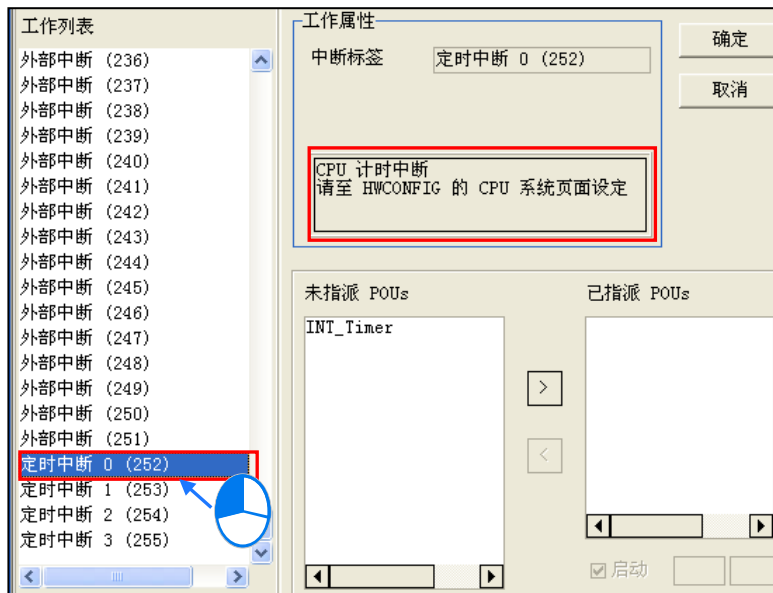 工作列表
外部中断 (236)
外部中断 (237)
外部中断 (238)
外部中断 (239)
外部中断 (240)
外部中断 (241)
外部中断 (242)
外部中断 (243)
外部中断 (244)
外部中断 (245)
外部中断 (246)
外部中断 (247)
外部中断 (248)
外部中断 (249)
外部中断 (250)
外部中断 (251)
定时中断 0 (252)
定时中断 1 (253)
定时中断 2 (254)
定时中断 3 (255)
工作属性
中断标签
定时中断 0 (252)
CPU 计时中断
请至 HWCONFIG 的 CPU 系统页面设定
确定
取消
未指派 POUs
INT_Timer
>
<
已指派 POUs
启动